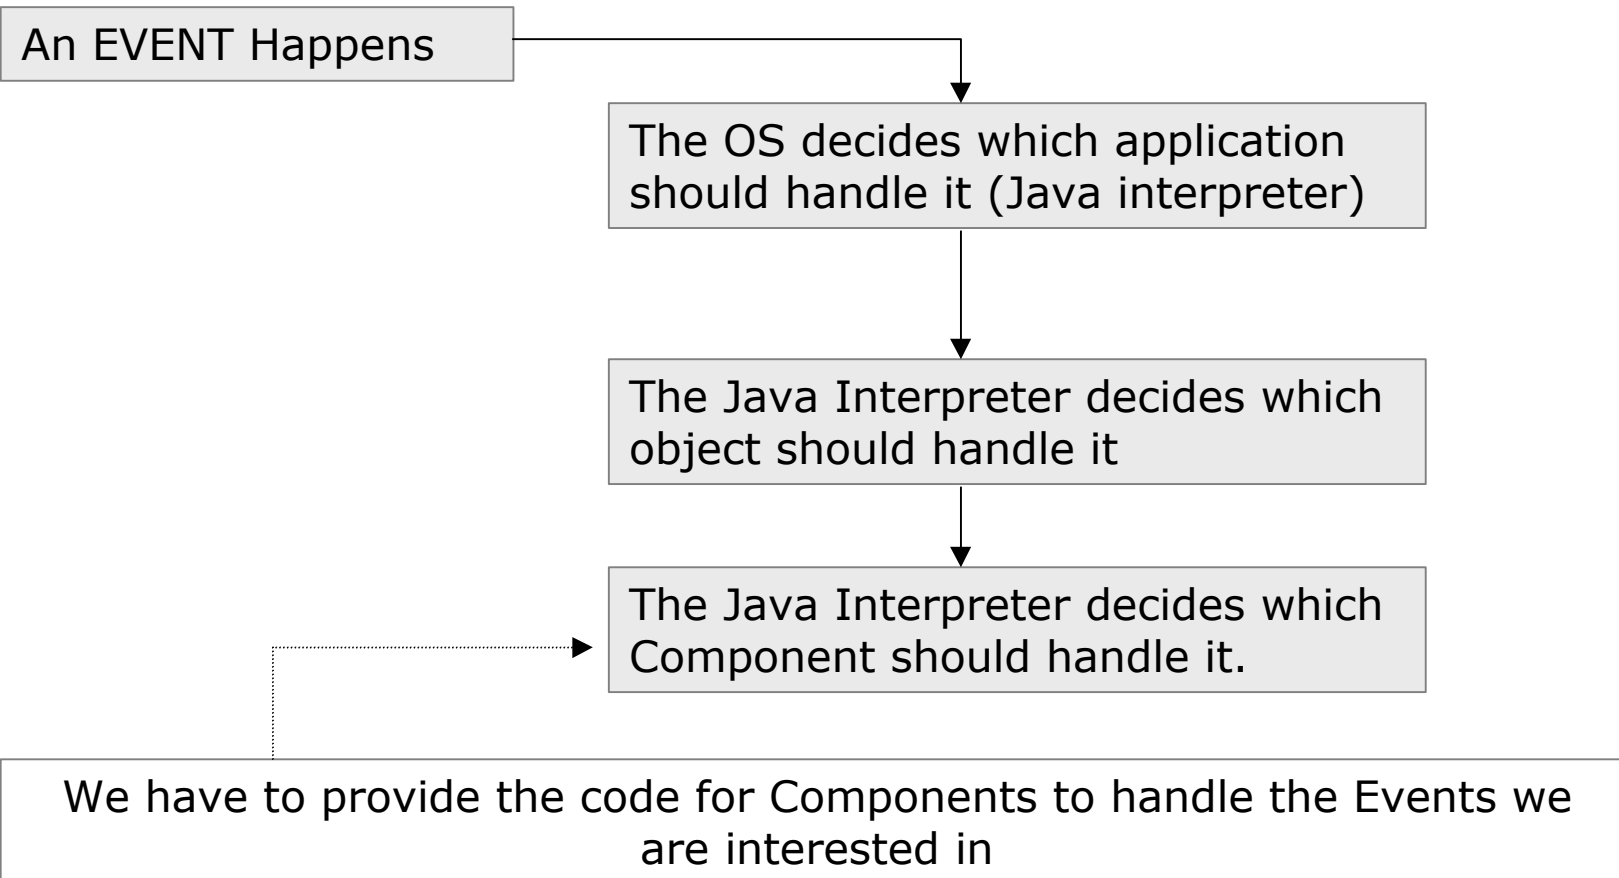 An EVENT Happens
The OS decides which application
should handle it (Java interpreter)
The Java Interpreter decides which
object should handle it
The Java Interpreter decides which
Component should handle it.
We have to provide the code for Components to handle the Events we
are interested in